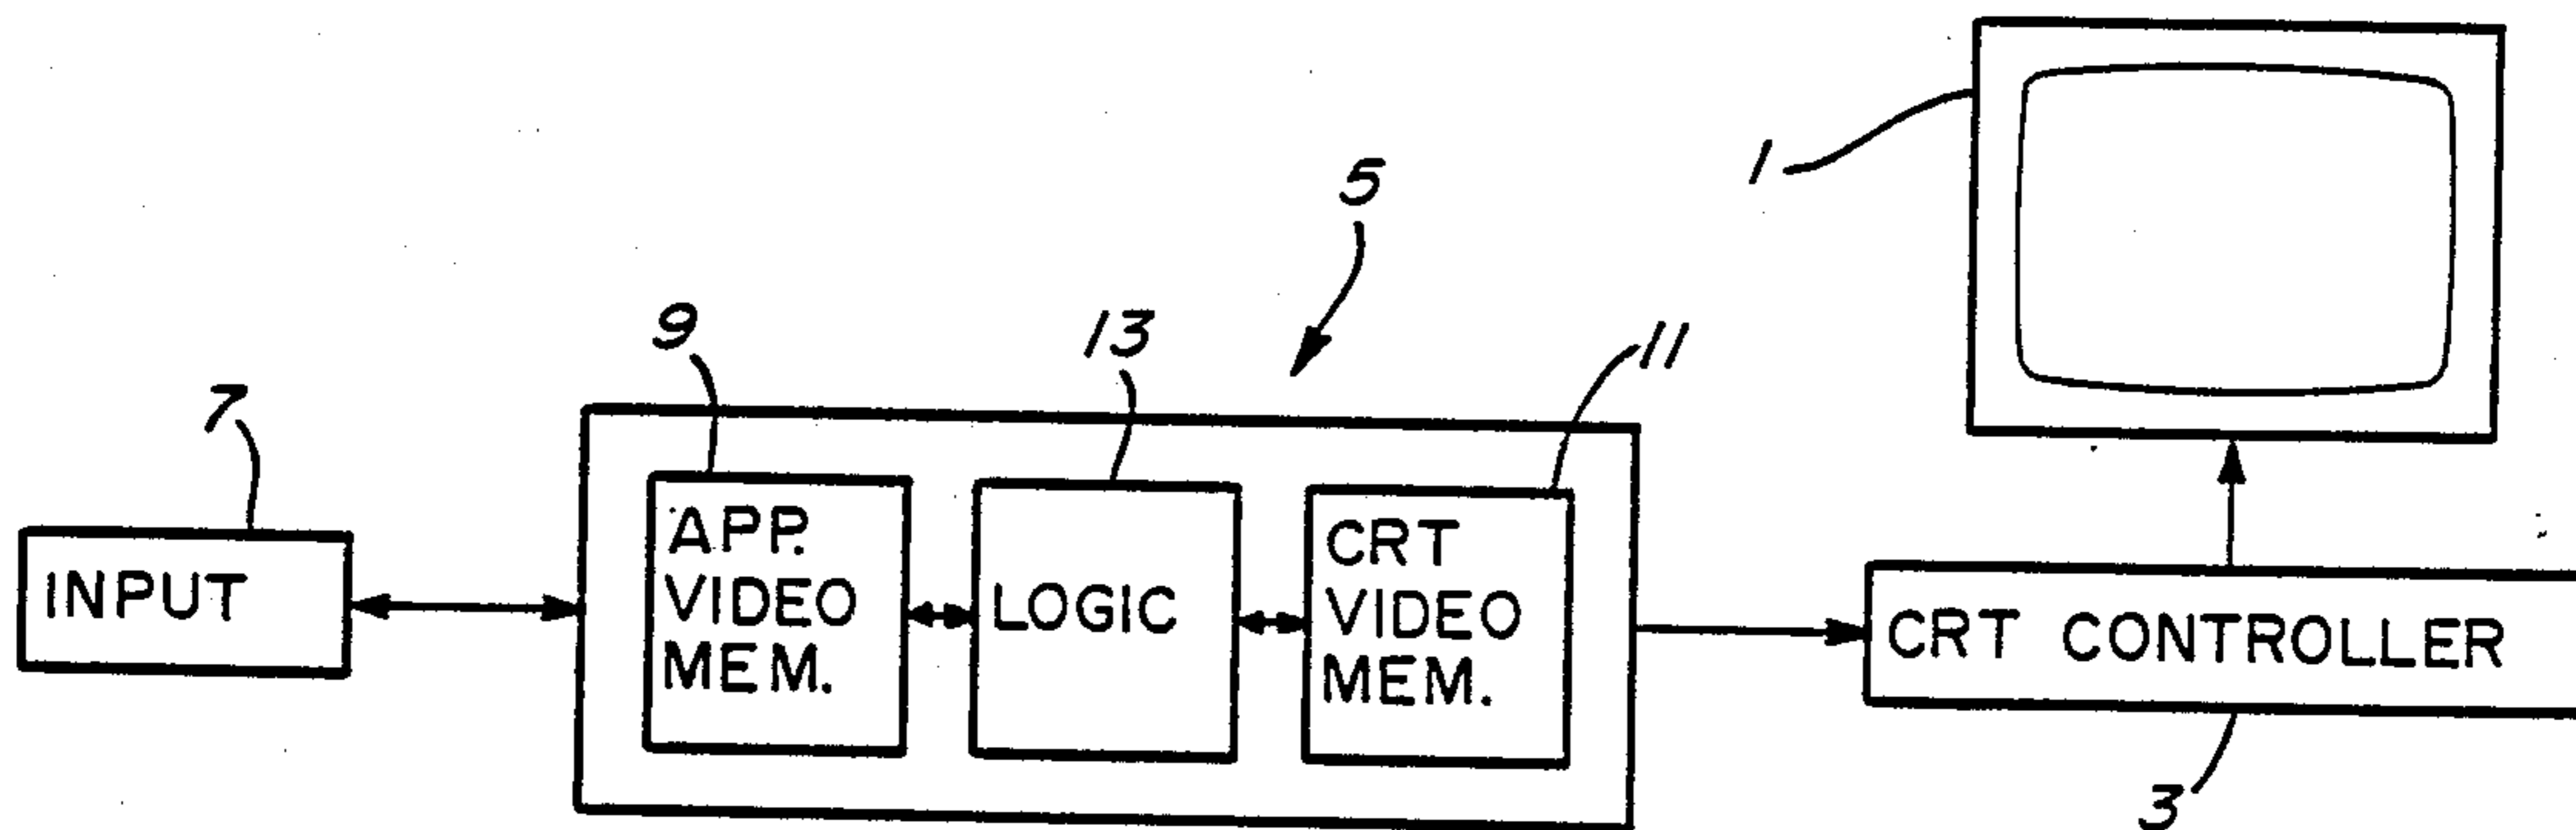 1
5
9
13
11
7
INPUT
APP.
VIDEO
MEM.
LOGIC
CRT
VIDEO
MEM.
CRT CONTROLLER
3